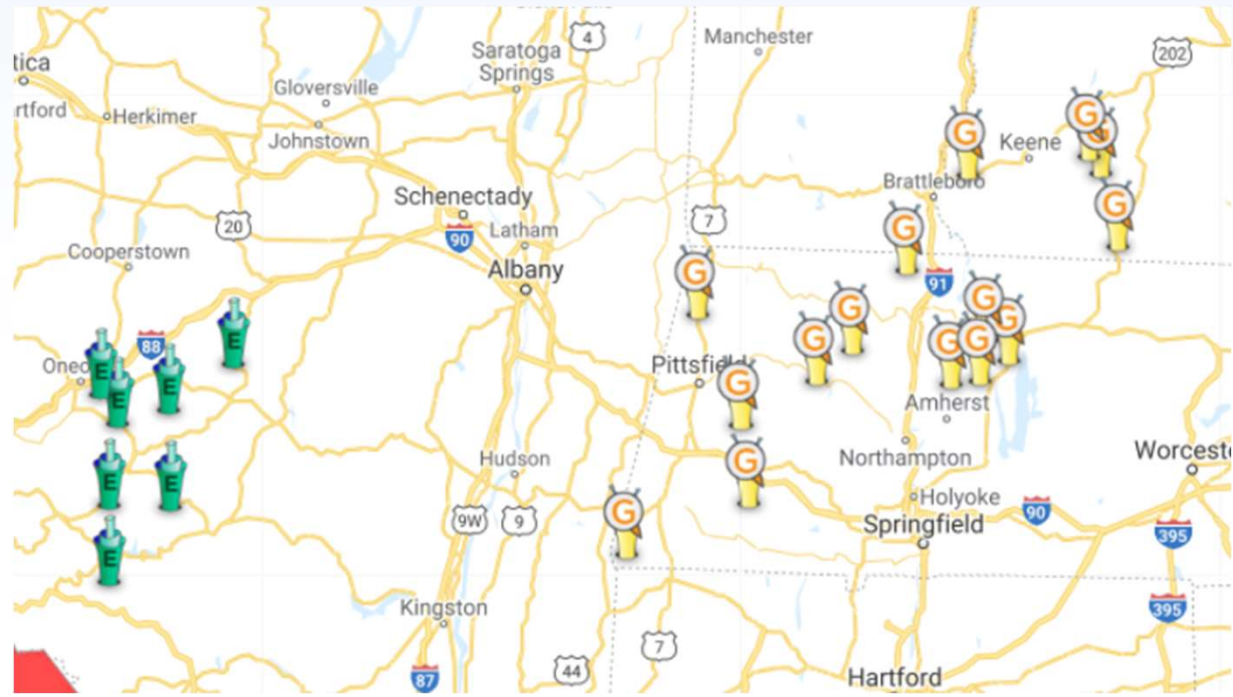 4
Manchester
202
Saratoga
Springs
tica
Gloversville
rtford
Herkimer
Johnstown
G
G
G
Keene
Brattleboro
Schenectady
20
7
G
G
90
Latham
Cooperstown
Albany
G
91
G
G
G
E
88
G
G
G
E
Oneo
E
E
Pittsfield
G
Amherst
Hudson
Northampton
G
Worceste
E
E
Holyoke
90
9W
9
G
Springfield
395
E
Kingston
395
7
44
87
Hartford